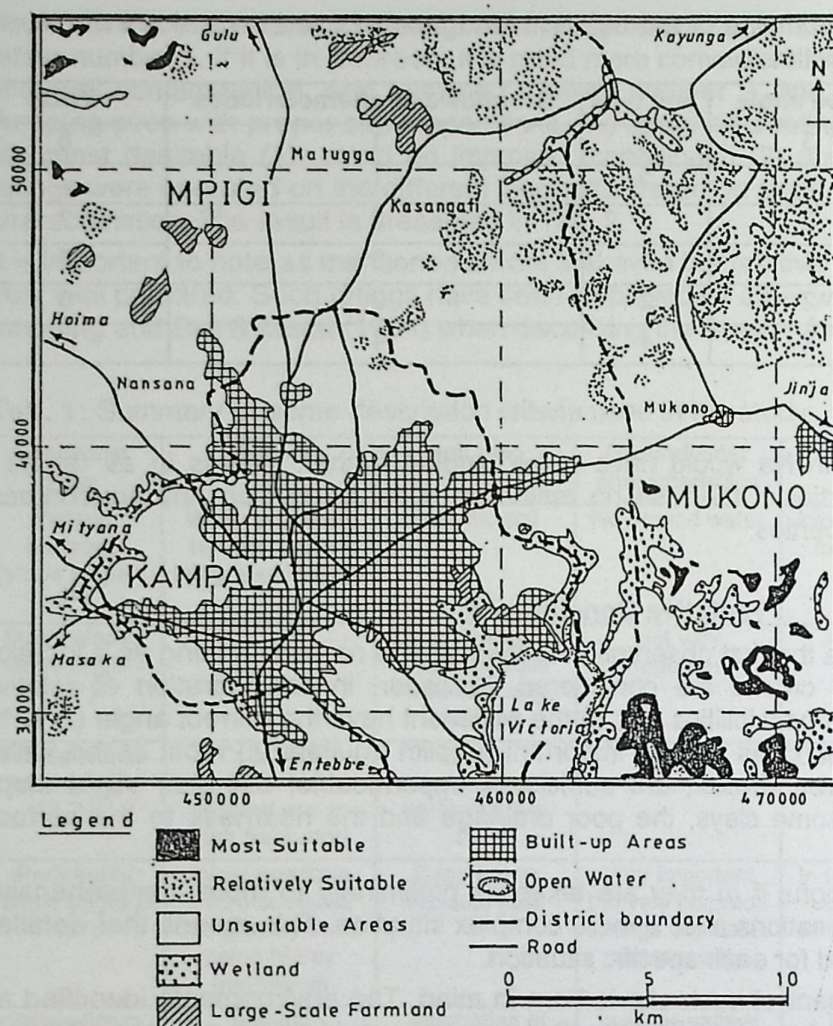 Gulu
Kayunga
N
Matugga
50000
MPIGI
Kasangati
Hoima
Nansana
Jinja
Mukono
40000
MUKONO
Mityana
KAMPALA
Masaka
30000
Lake
Victoria
Entebbe
450000
460000
470000
Legend
Most Suitable
Relatively Suitable
Unsuitable Areas
Wetland
Large-Scale Farmland
Built-up Areas
Open Water
District boundary
Road
0
5
10
km